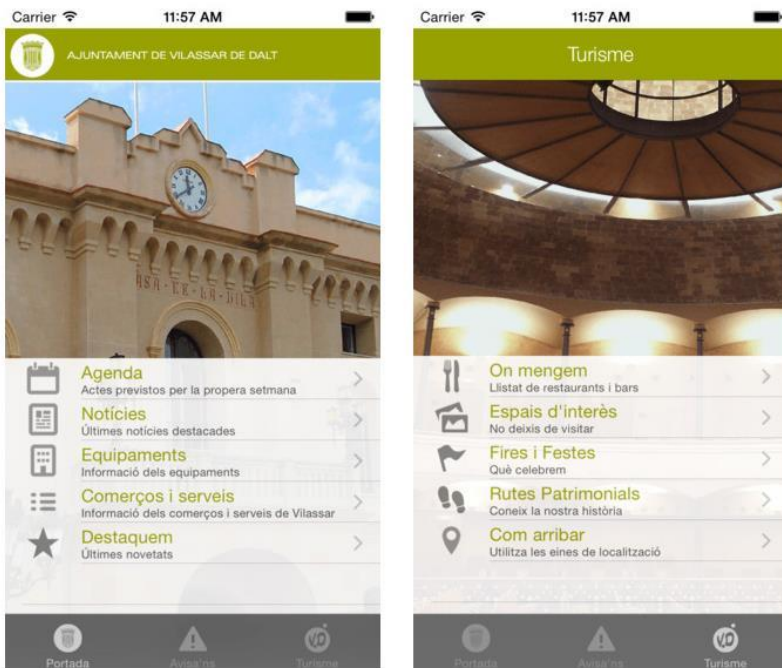 Carrier 11:57 AM
AJUNTAMENT DE VILASSAR DE DALT
Agenda
Actes previstos per la propera setmana
Notícies
Últimes notícies destacades
Equipaments
Informació dels equipaments
Comerços i serveis
Informació dels comerços i serveis de Vilassar
Destaquem
Últimes novetats
Portada Avisa'ns Turisme
Carrier 11:57 AM
Turisme
On mengem
Llistat de restaurants i bars
Espais d'interès
No deixis de visitar
Fires i Festes
Què celebrem
Rutes Patrimonials
Coneix la nostra història
Com arribar
Utilitza les eines de localització
Portada Avisa'ns Turisme